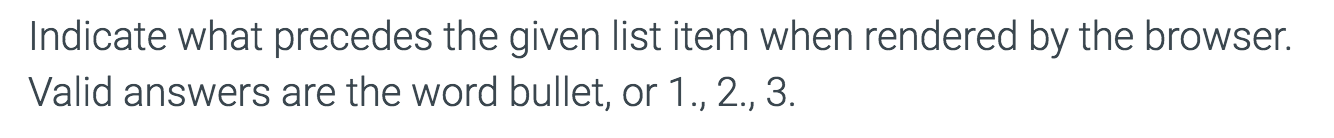 Indicate what precedes the given list item when rendered by the browser.
Valid answers are the word bullet, or 1., 2., 3.